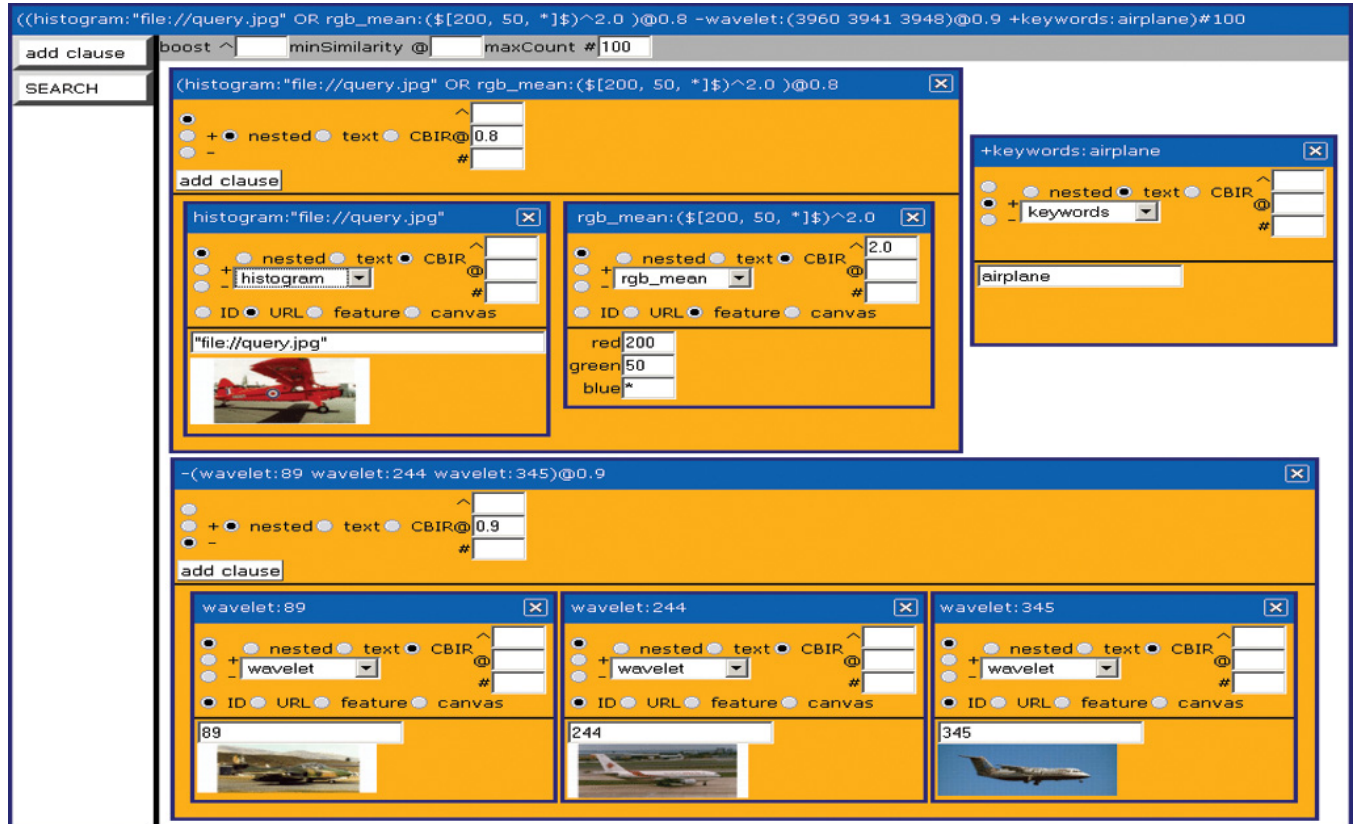 ((histogram:"file://query.jpg" OR rgb_mean:($[200, 50, *]$)^2.0 )@0.8 -wavelet:(3960 3941 3948)@0.9 +keywords:airplane)#100
add clause
SEARCH
boost ^ minSimilarity @ maxCount # 100
(histogram:"file://query.jpg" OR rgb_mean:($[200, 50, *]$)^2.0 )@0.8
^
+ nested text CBIR@ 0.8
-
#
add clause
histogram:"file://query.jpg"
^
nested text CBIR
@
+ histogram
-
#
ID URL feature canvas
"file://query.jpg"
rgb_mean:($[200, 50, *]$)^2.0
^ 2.0
nested text CBIR
@
+ rgb_mean
-
#
ID URL feature canvas
red 200
green 50
blue *
+keywords:airplane
^
nested text CBIR
@
+ keywords
-
#
airplane
-(wavelet:89 wavelet:244 wavelet:345)@0.9
^
+ nested text CBIR@ 0.9
-
#
add clause
wavelet:89
^
nested text CBIR
@
+ wavelet
-
#
ID URL feature canvas
89
wavelet:244
^
nested text CBIR
@
+ wavelet
-
#
ID URL feature canvas
244
wavelet:345
^
nested text CBIR
@
+ wavelet
-
#
ID URL feature canvas
345